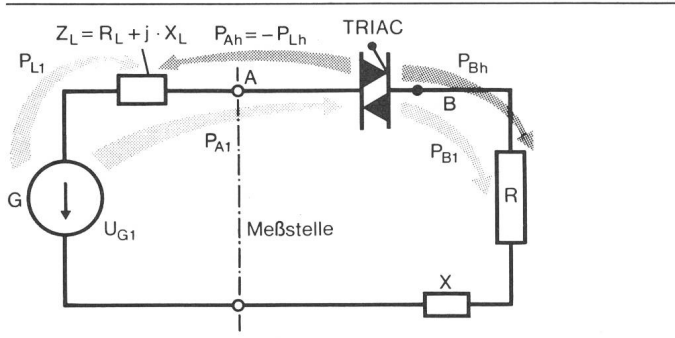 TRIAC
Z_L = R_L + j · X_L
P_Ah = −P_Lh
P_L1
P_Bh
A
B
P_A1
P_B1
G
U_G1
Meßstelle
R
X